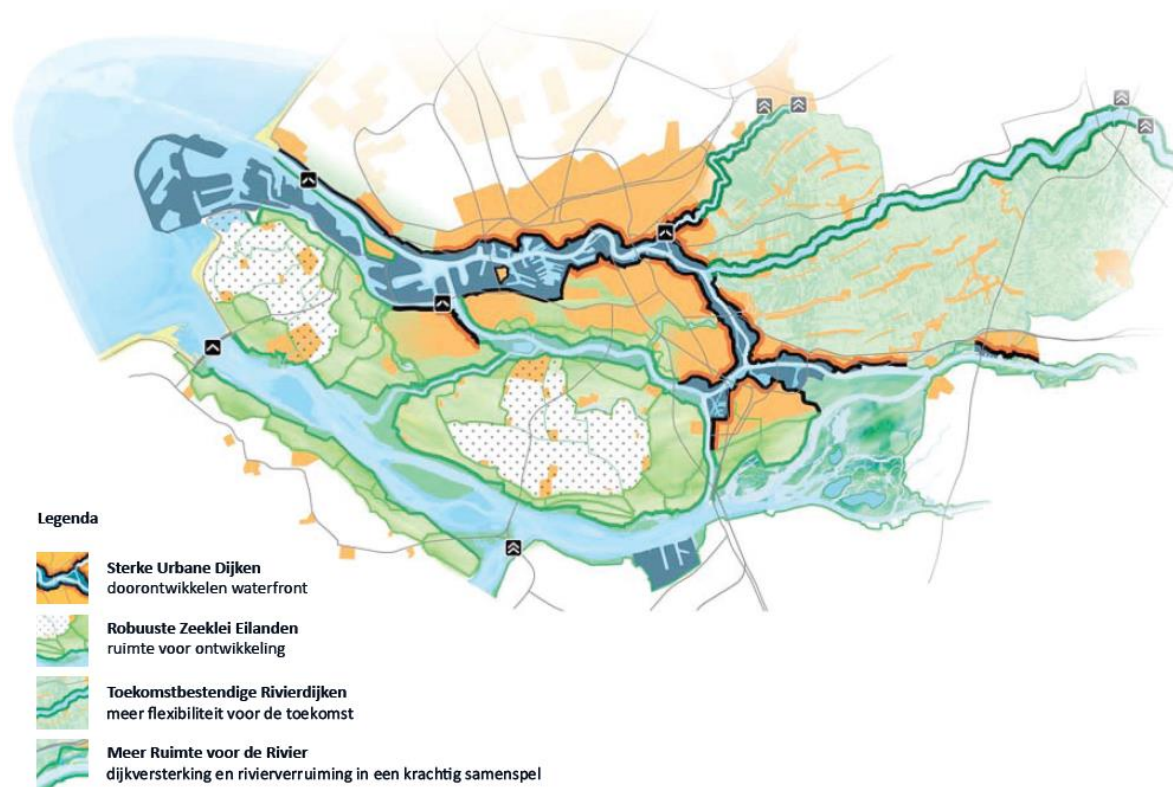 Legenda
Sterke Urbane Dijken
doorontwikkelen waterfront
Robuuste Zeeklei Eilanden
ruimte voor ontwikkeling
Toekomstbestendige Rivierdijken
meer flexibiliteit voor de toekomst
Meer Ruimte voor de Rivier
dijkversterking en rivierverruiming in een krachtig samenspel